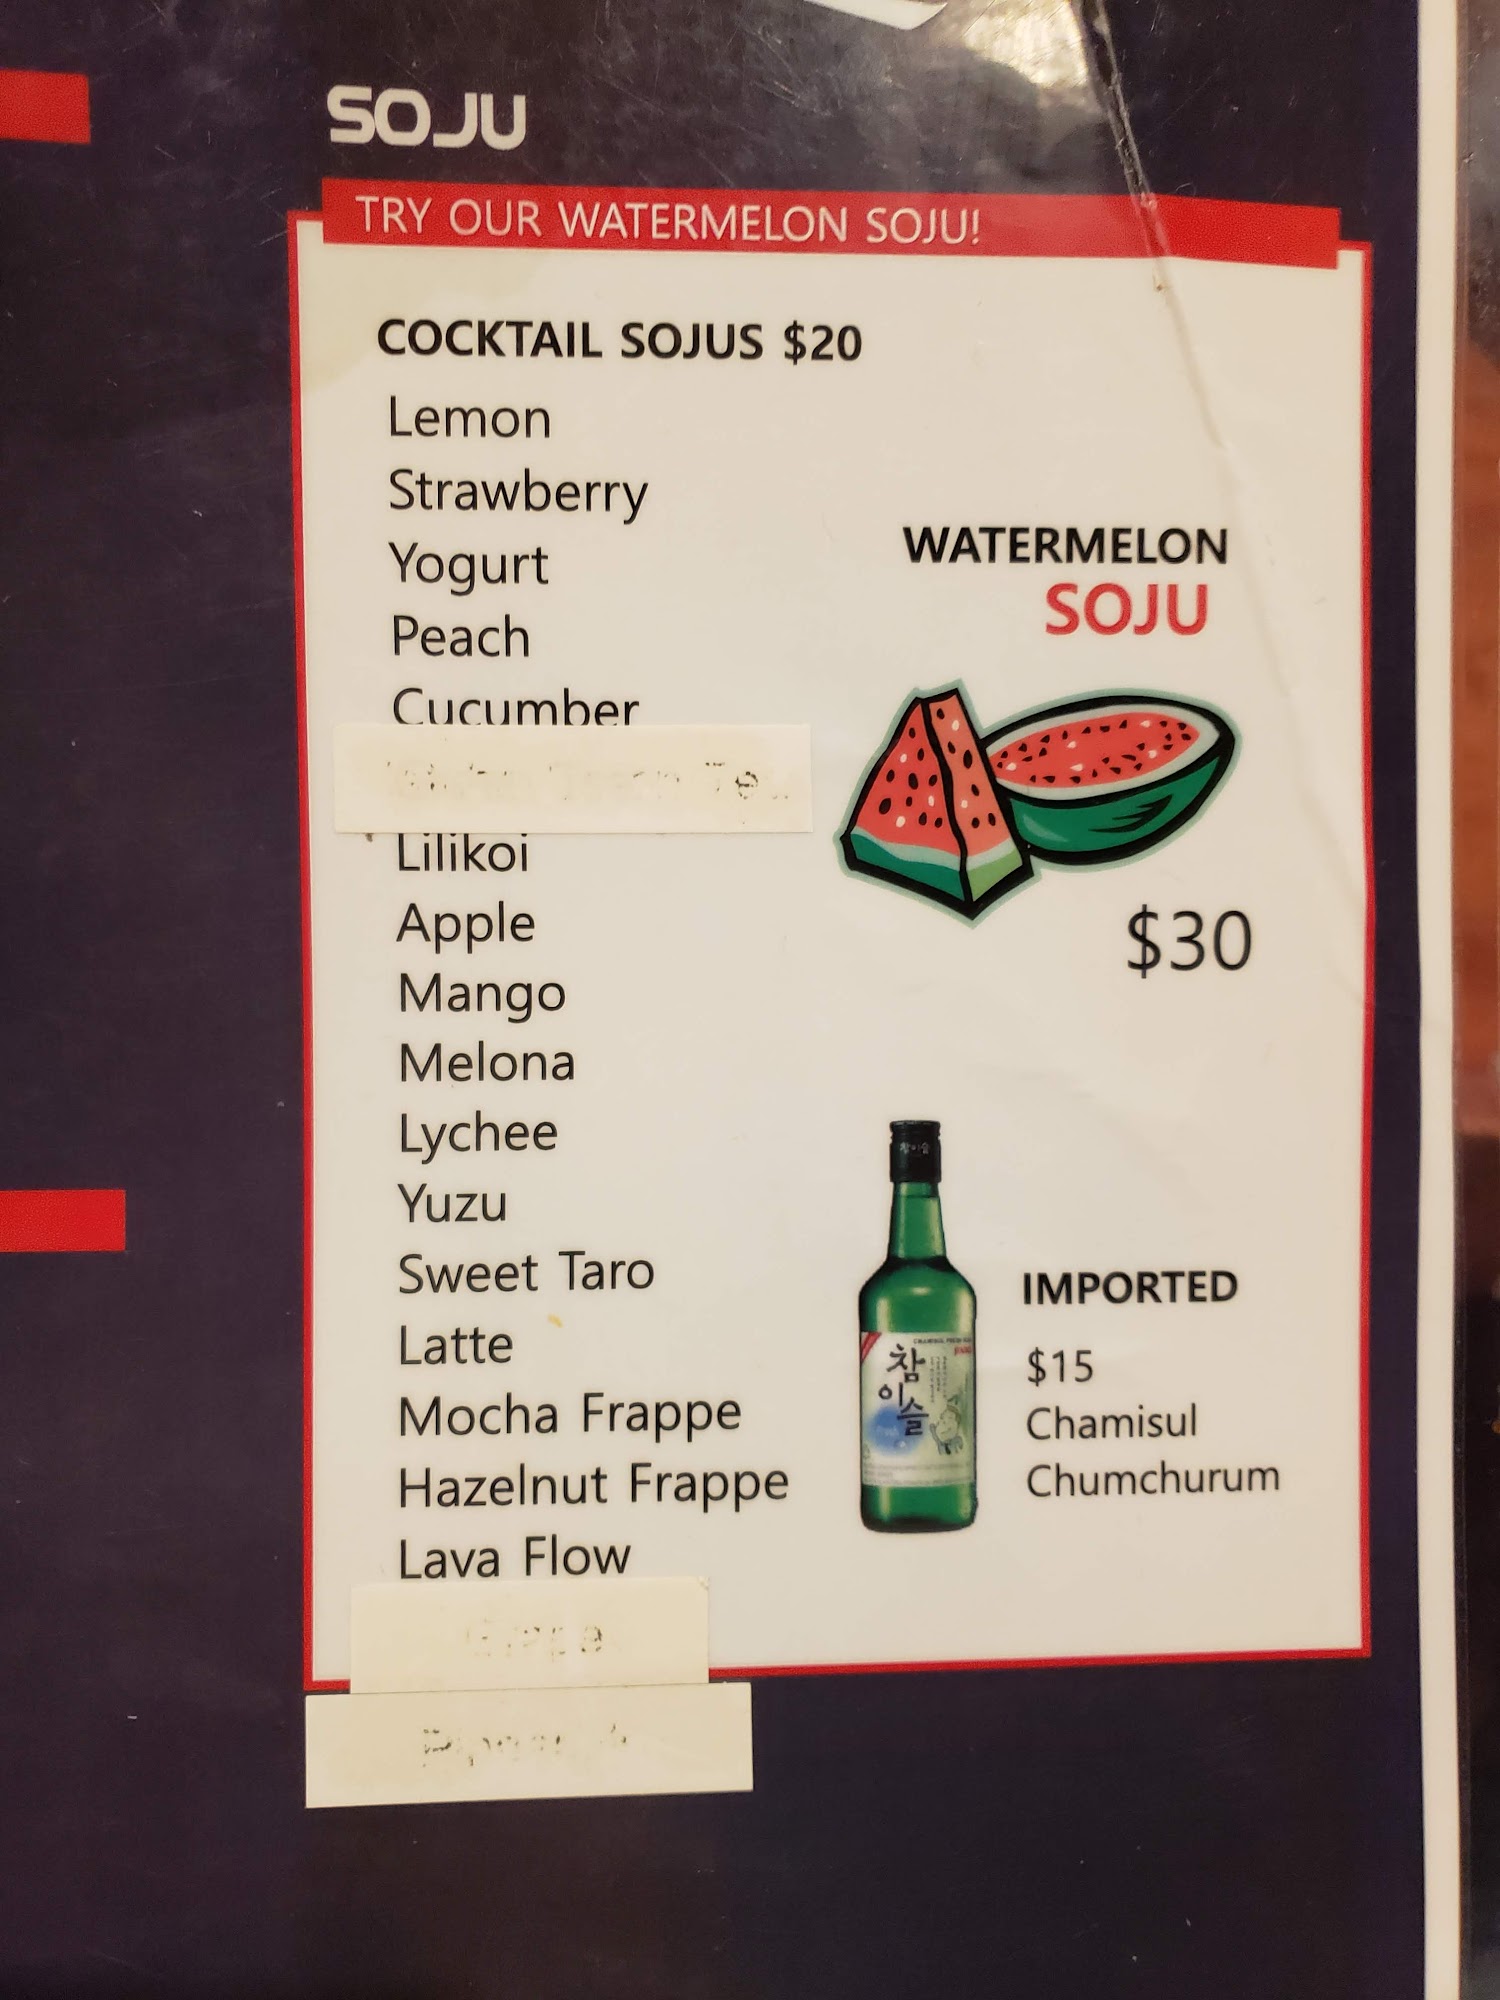 SOJU
TRY OUR WATERMELON SOJU!
COCKTAIL SOJUS $20
Lemon
Strawberry
Yogurt
Peach
Cucumber
Lilikoi
Apple
Mango
Melona
Lychee
Yuzu
Sweet Taro
Latte
Mocha Frappe
Hazelnut Frappe
Lava Flow
WATERMELON
SOJU
$30
참
이슬
Fresh
IMPORTED
$15
Chamisul
Chumchurum